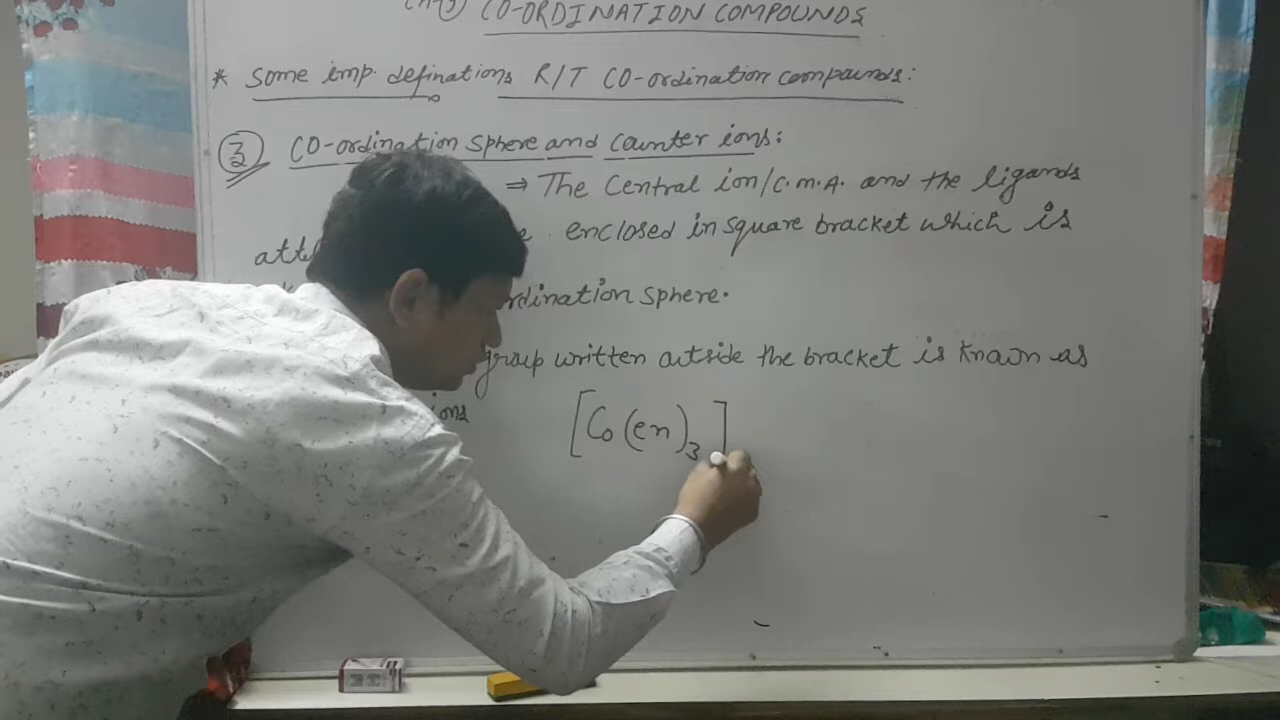 CO-ORDINATION COMPOUNDS
* Some imp. definations R/T CO-ordination compounds:
3/2 CO-ordination sphere and counter ions:
⇒ The Central ion/C.M.A. and the ligands
enclosed in square bracket which is
sphere.
group written outside the bracket is known as
ions
[Co(en)3]